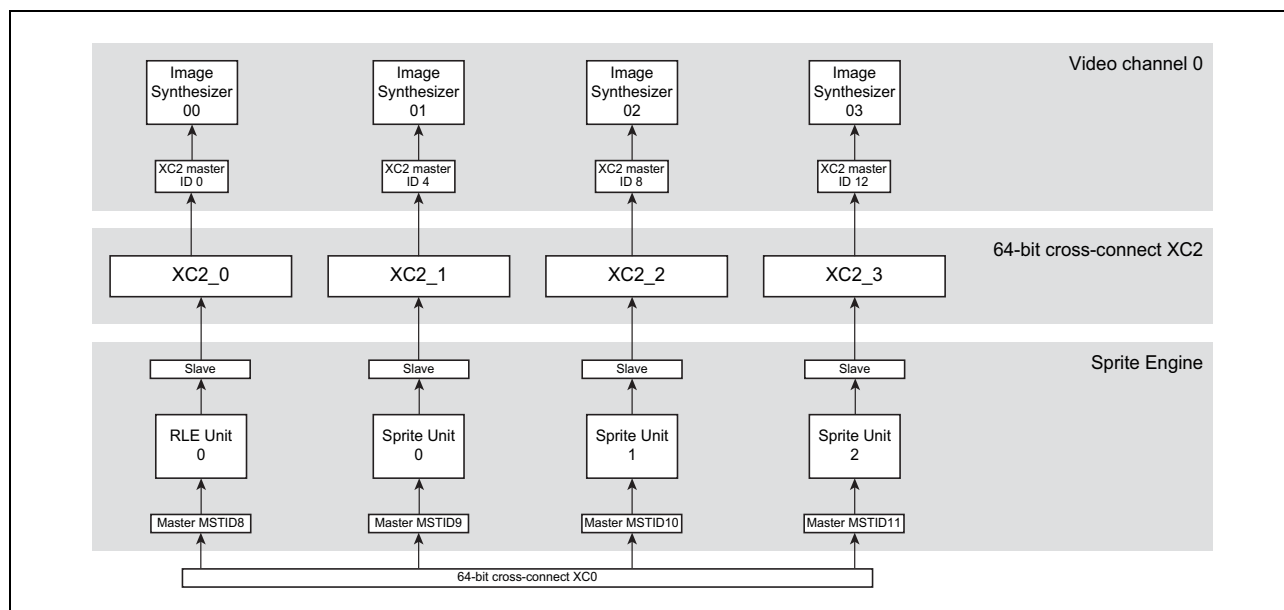 Video channel 0
Image
Synthesizer
00
Image
Synthesizer
01
Image
Synthesizer
02
Image
Synthesizer
03
XC2 master
ID 0
XC2 master
ID 4
XC2 master
ID 8
XC2 master
ID 12
64-bit cross-connect XC2
XC2_0
XC2_1
XC2_2
XC2_3
Sprite Engine
Slave
Slave
Slave
Slave
RLE Unit
0
Sprite Unit
0
Sprite Unit
1
Sprite Unit
2
Master MSTID8
Master MSTID9
Master MSTID10
Master MSTID11
64-bit cross-connect XC0